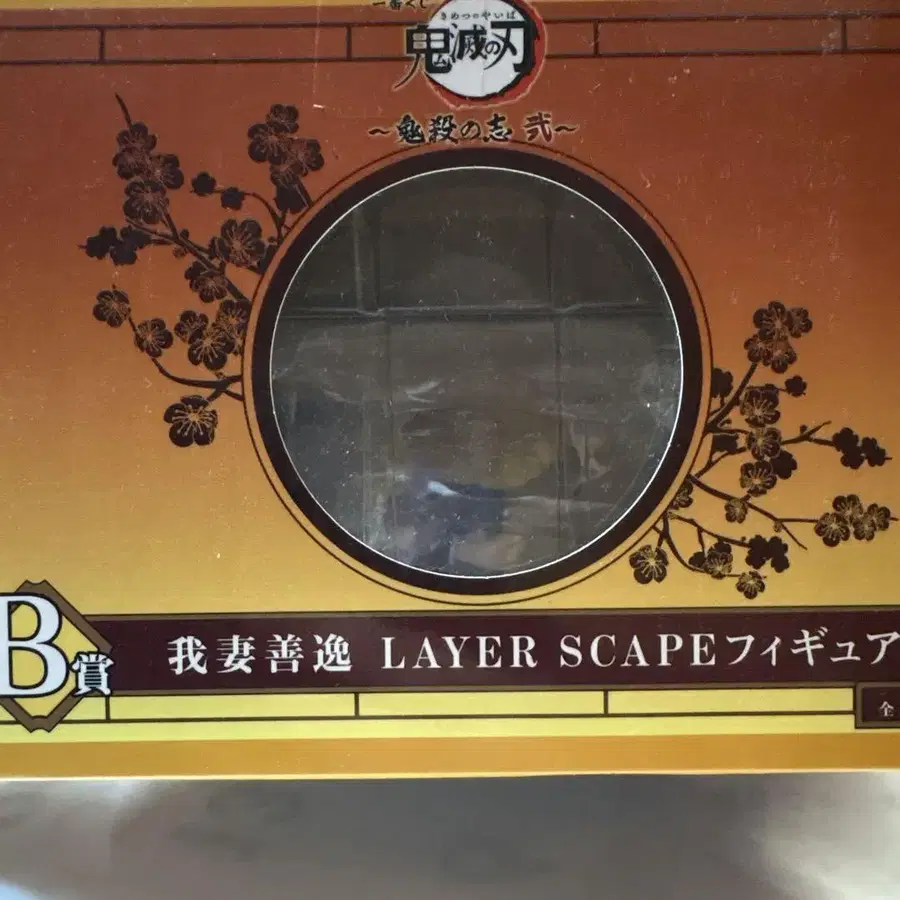 一番くじ
きめつのやいば
鬼滅の刃
～鬼殺の志 弐～
B賞
我妻善逸 LAYER SCAPEフィギュア
全